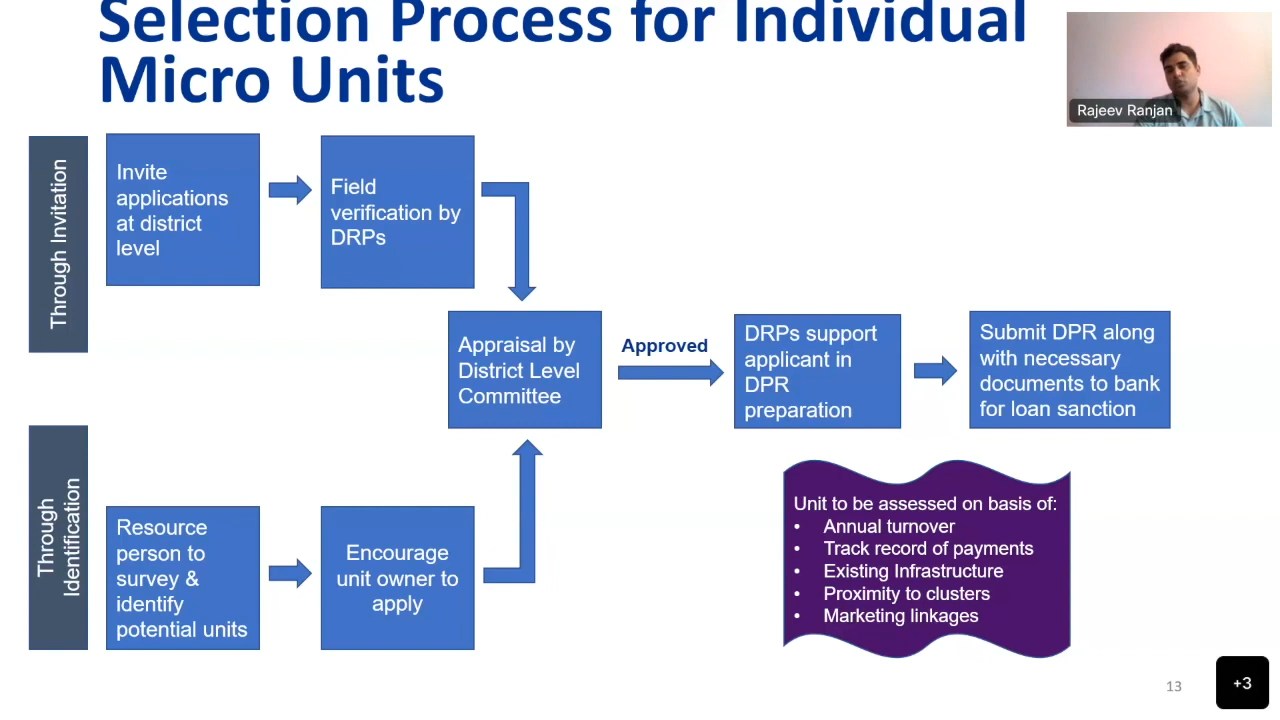 Selection Process for Individual
Micro Units
Rajeev Ranjan
Through Invitation
Invite
applications
at district
level
Field
verification by
DRPs
Appraisal by
District Level
Committee
Approved
DRPs support
applicant in
DPR
preparation
Submit DPR along
with necessary
documents to bank
for loan sanction
Through
Identification
Resource
person to
survey &
identify
potential units
Encourage
unit owner to
apply
Unit to be assessed on basis of:
• Annual turnover
• Track record of payments
• Existing Infrastructure
• Proximity to clusters
• Marketing linkages
13
+3